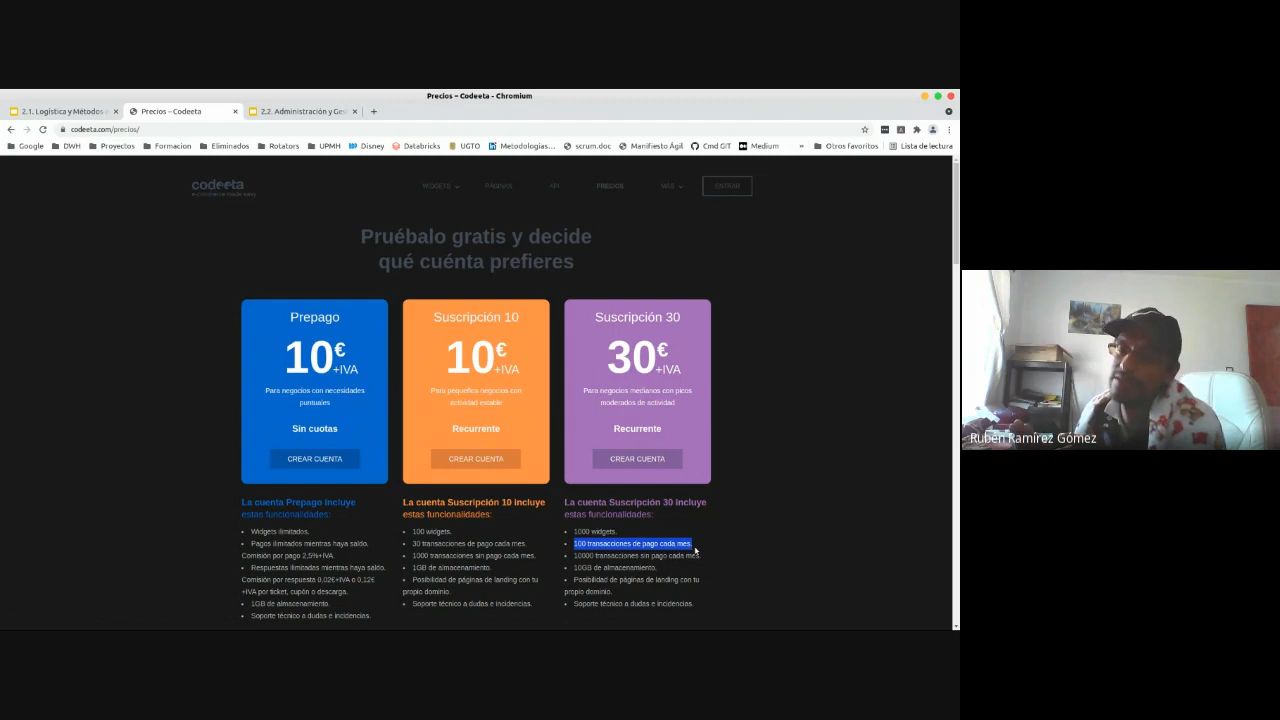 Precios – Codeeta - Chromium
2.1. Logística y Métodos
Precios – Codeeta
2.2. Administración y Ges
codeeta.com/precios/
Google
DWH
Proyectos
Formacion
Eliminados
Rotators
UPMH
Disney
Databricks
UGTO
Metodologías...
scrum.doc
Manifiesto Ágil
Cmd GIT
Medium
»
Otros favoritos
Lista de lectura
codeeta
e-commerce made easy
WIDGETS
PÁGINAS
API
PRECIOS
MÁS
ENTRAR
Pruébalo gratis y decide
qué cuénta prefieres
Prepago
10€
+IVA
Para negocios con necesidades
puntuales
Sin cuotas
CREAR CUENTA
La cuenta Prepago incluye
estas funcionalidades:
• Widgets ilimitados.
• Pagos ilimitados mientras haya saldo.
Comisión por pago 2,5%+IVA.
• Respuestas ilimitadas mientras haya saldo.
Comisión por respuesta 0,02€+IVA o 0,12€
+IVA por ticket, cupón o descarga.
• 1GB de almacenamiento.
• Soporte técnico a dudas e incidencias.
Suscripción 10
10€
+IVA
Para pequeños negocios con
actividad estable
Recurrente
CREAR CUENTA
La cuenta Suscripción 10 incluye
estas funcionalidades:
• 100 widgets.
• 30 transacciones de pago cada mes.
• 1000 transacciones sin pago cada mes.
• 1GB de almacenamiento.
• Posibilidad de páginas de landing con tu
propio dominio.
• Soporte técnico a dudas e incidencias.
Suscripción 30
30€
+IVA
Para negocios medianos con picos
moderados de actividad
Recurrente
CREAR CUENTA
La cuenta Suscripción 30 incluye
estas funcionalidades:
• 1000 widgets.
• 100 transacciones de pago cada mes.
• 10000 transacciones sin pago cada mes.
• 10GB de almacenamiento.
• Posibilidad de páginas de landing con tu
propio dominio.
• Soporte técnico a dudas e incidencias.
Rubén Ramírez Gómez